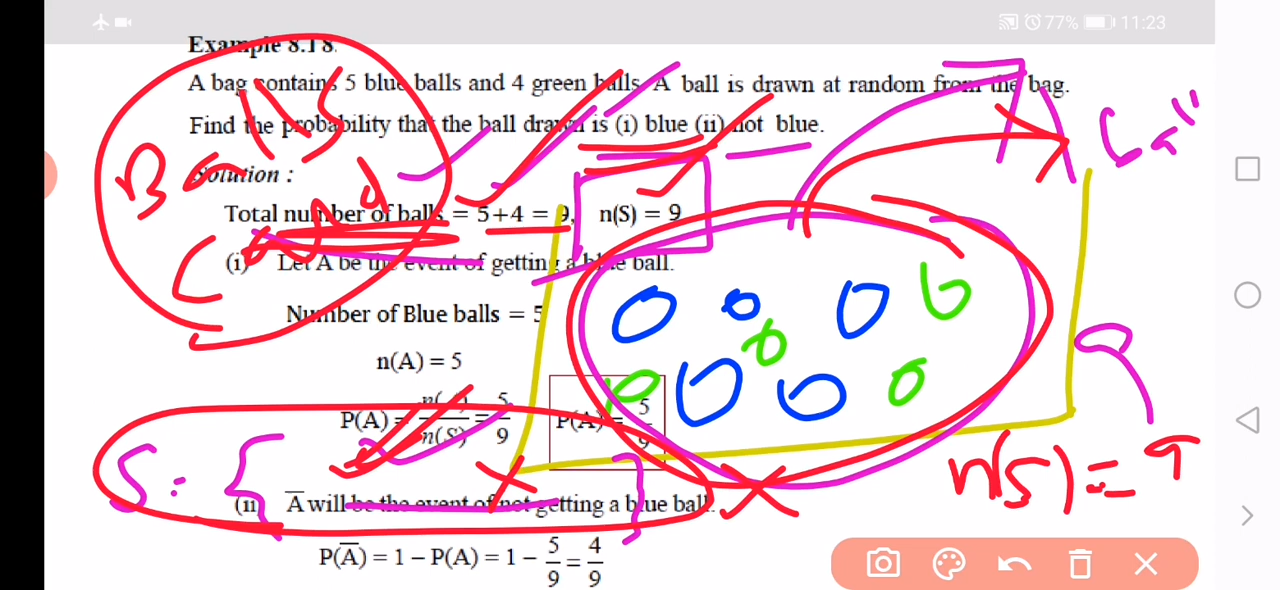 77% 11:23
Example 8.18
A bag contains 5 blue balls and 4 green balls. A ball is drawn at random from the bag.
Find the probability that the ball drawn is (i) blue (ii) not blue.
Solution :
Total number of balls = 5+4 = 9, n(S) = 9
(i) Let A be the event of getting a blue ball.
Number of Blue balls = 5
n(A) = 5
P(A) = n(A)/n(S) = 5/9 P(A) = 5/9
(ii) A̅ will be the event of not getting a blue ball.
P(A̅) = 1 − P(A) = 1 − 5/9 = 4/9
Balls
S = { }
n(S) = 9